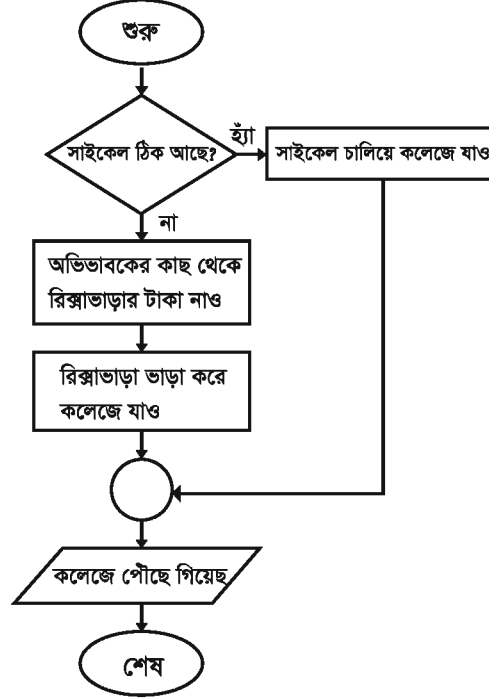 শুরু
সাইকেল ঠিক আছে?
হ্যাঁ
সাইকেল চালিয়ে কলেজে যাও
না
অভিভাবকের কাছ থেকে
রিক্সাভাড়ার টাকা নাও
রিক্সাভাড়া ভাড়া করে
কলেজে যাও
কলেজে পৌছে গিয়েছ
শেষ